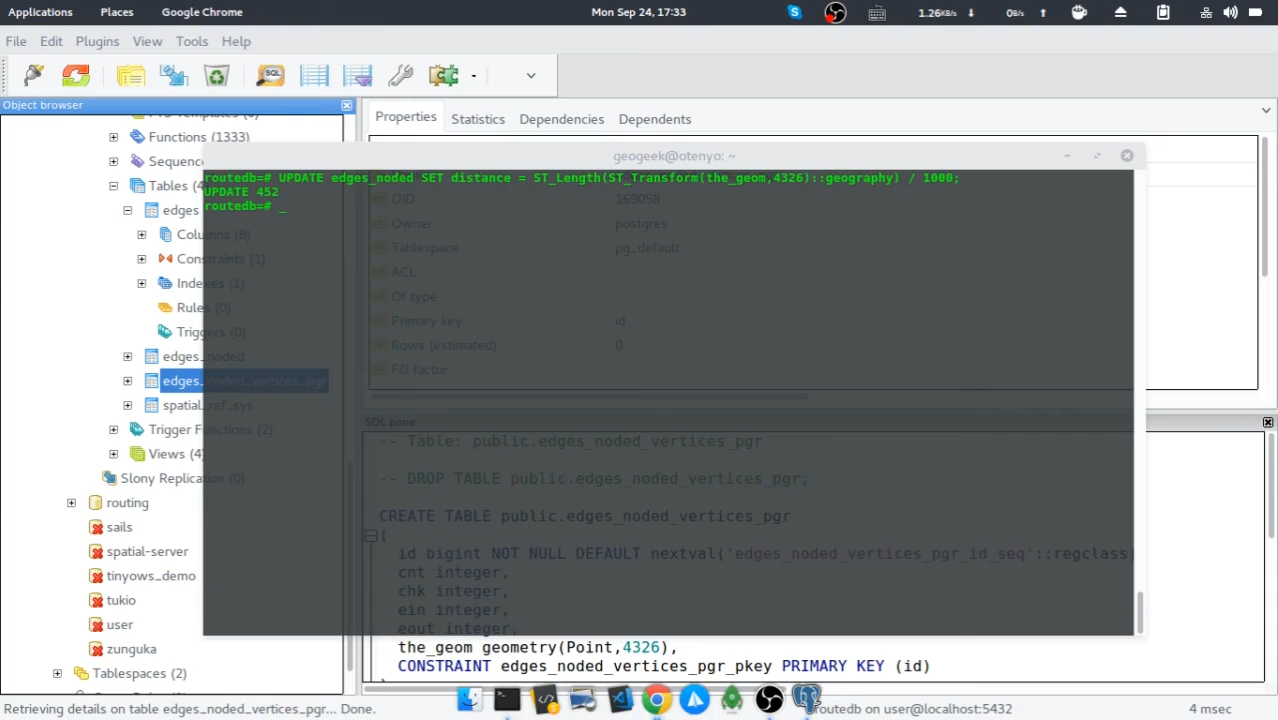 Applications Places Google Chrome Mon Sep 24, 17:33 1.26KB/s 0B/s
File Edit Plugins View Tools Help
SQL
Object browser
Functions (1333)
Sequenc
Tables (4
edges
Columns (8)
Constraints (1)
Indexes (1)
Rules (0)
Triggers (0)
edges_noded
edges_noded_vertices_pgr
spatial_ref_sys
Trigger Functions (2)
Views (4)
Slony Replication (0)
routing
sails
spatial-server
tinyows_demo
tukio
user
zunguka
Tablespaces (2)
Properties Statistics Dependencies Dependents
geogeek@otenyo: ~
routedb=# UPDATE edges_noded SET distance = ST_Length(ST_Transform(the_geom,4326)::geography) / 1000;
UPDATE 452
routedb=# _
OID 169058
Owner postgres
Tablespace pg_default
ACL
Of type
Primary key id
Rows (estimated) 0
Fill factor
SQL pane
-- Table: public.edges_noded_vertices_pgr
-- DROP TABLE public.edges_noded_vertices_pgr;
CREATE TABLE public.edges_noded_vertices_pgr
(
id bigint NOT NULL DEFAULT nextval('edges_noded_vertices_pgr_id_seq'::regclass)
cnt integer,
chk integer,
ein integer,
eout integer,
the_geom geometry(Point,4326),
CONSTRAINT edges_noded_vertices_pgr_pkey PRIMARY KEY (id)
Retrieving details on table edges_noded_vertices_pgr... Done. routedb on user@localhost:5432 4 msec